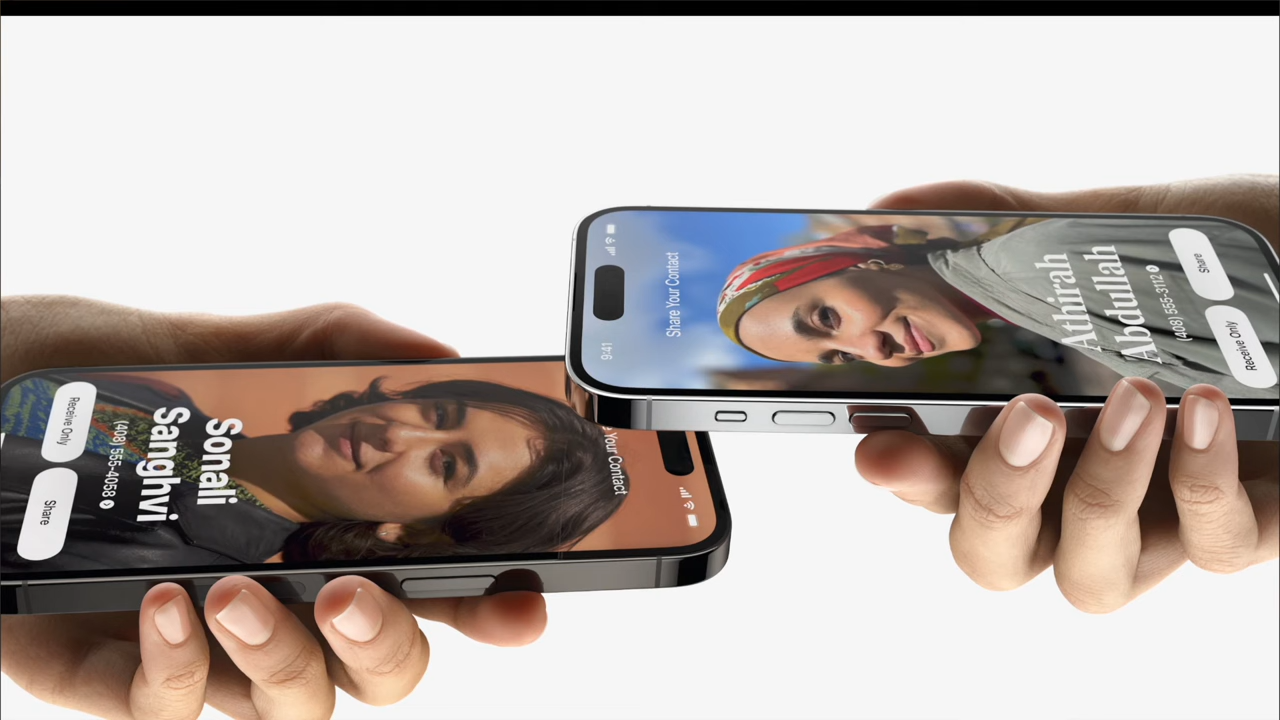 Your Contact
Sonali
Sanghvi
(408) 555-4058
Receive Only
Share
9:41
Share Your Contact
Athirah
Abdullah
(408) 555-3112
Receive Only
Share